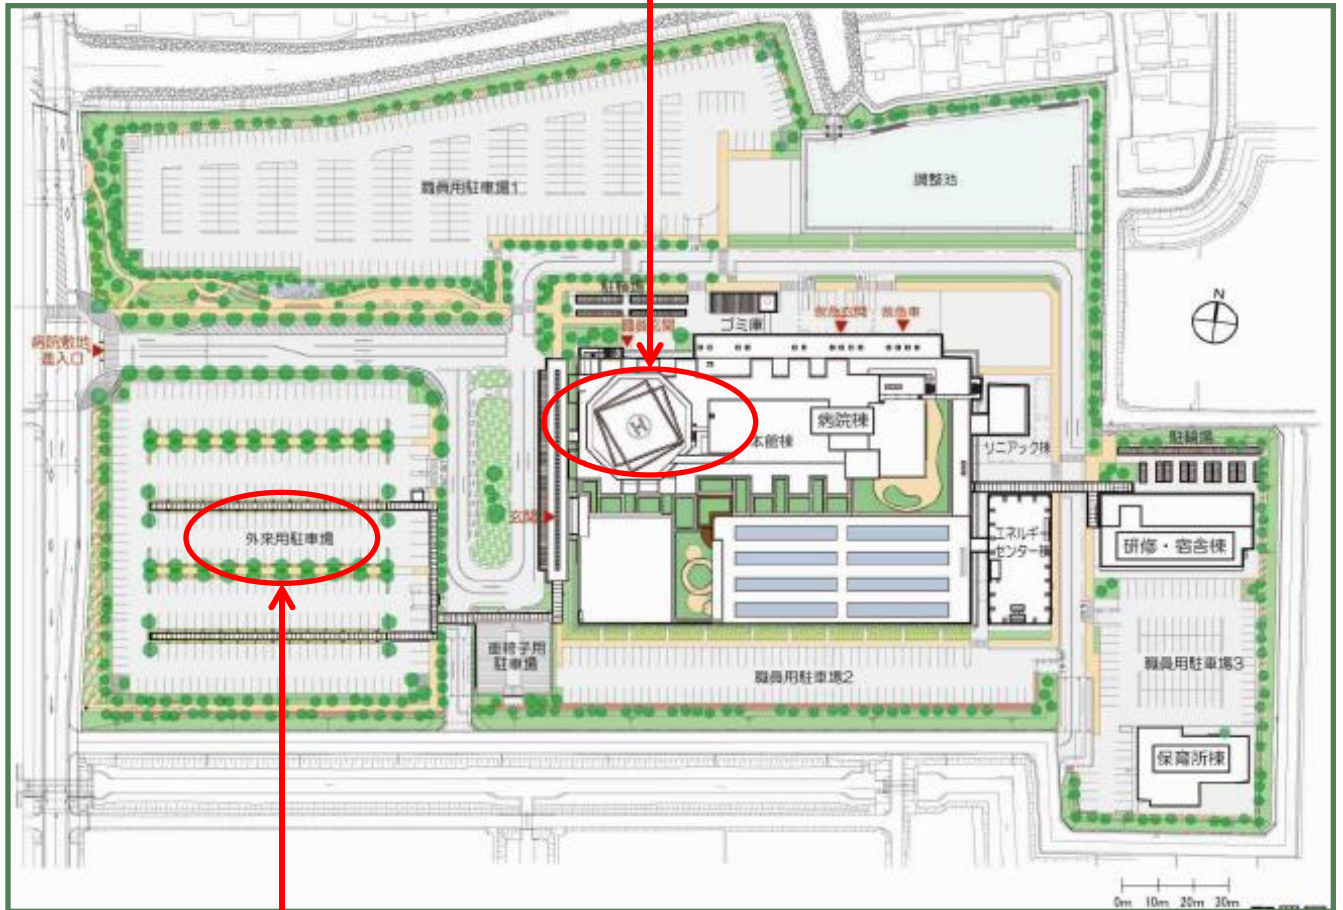 職員用駐車場1
調整池
N
駐輪場
ゴミ庫
職員玄関
救急玄関
救急車
病院敷地
進入口
H
病院棟
本館棟
リニアック棟
駐輪場
玄関
外来用駐車場
エネルギー
センター棟
研修・宿舎棟
車椅子用
駐車場
職員用駐車場2
職員用駐車場3
保育所棟
0m 10m 20m 30m